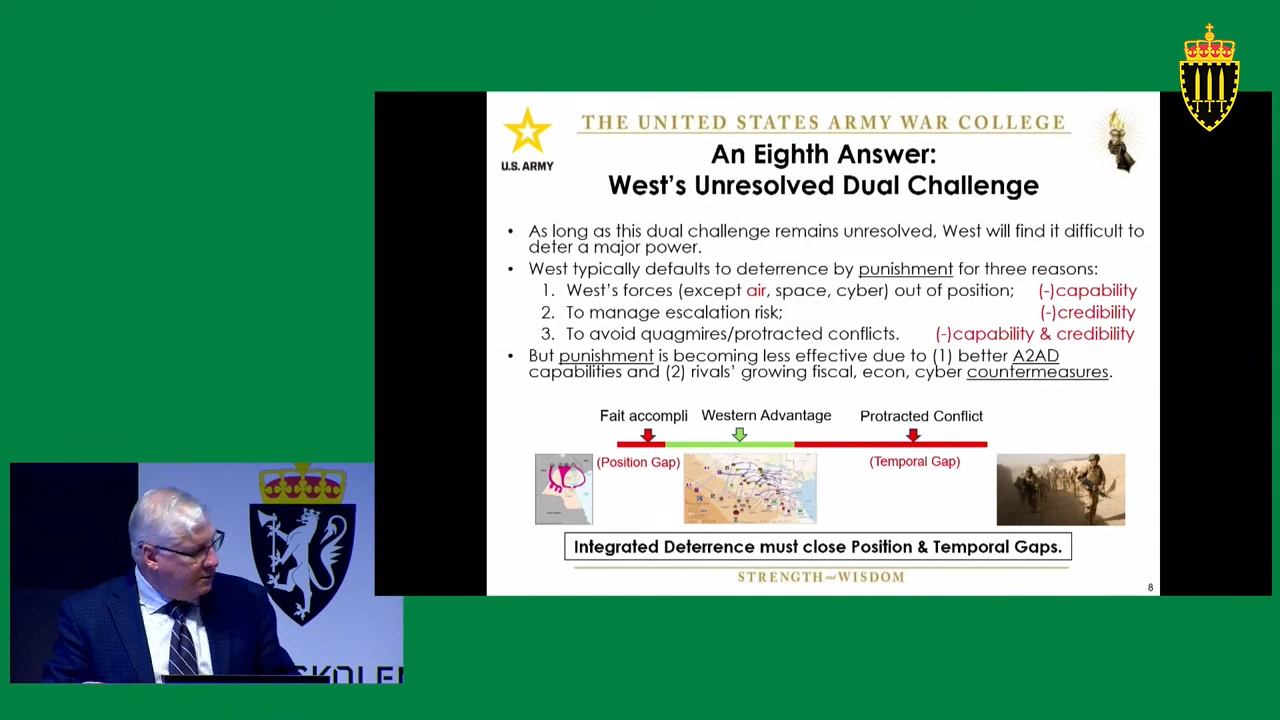 THE UNITED STATES ARMY WAR COLLEGE
U.S. ARMY
An Eighth Answer:
West's Unresolved Dual Challenge
• As long as this dual challenge remains unresolved, West will find it difficult to
deter a major power.
• West typically defaults to deterrence by punishment for three reasons:
1. West's forces (except air, space, cyber) out of position; (-)capability
2. To manage escalation risk; (-)credibility
3. To avoid quagmires/protracted conflicts. (-)capability & credibility
• But punishment is becoming less effective due to (1) better A2AD
capabilities and (2) rivals' growing fiscal, econ, cyber countermeasures.
Fait accompli Western Advantage Protracted Conflict
(Position Gap) (Temporal Gap)
Integrated Deterrence must close Position & Temporal Gaps.
STRENGTH and WISDOM
8
SKOLEN